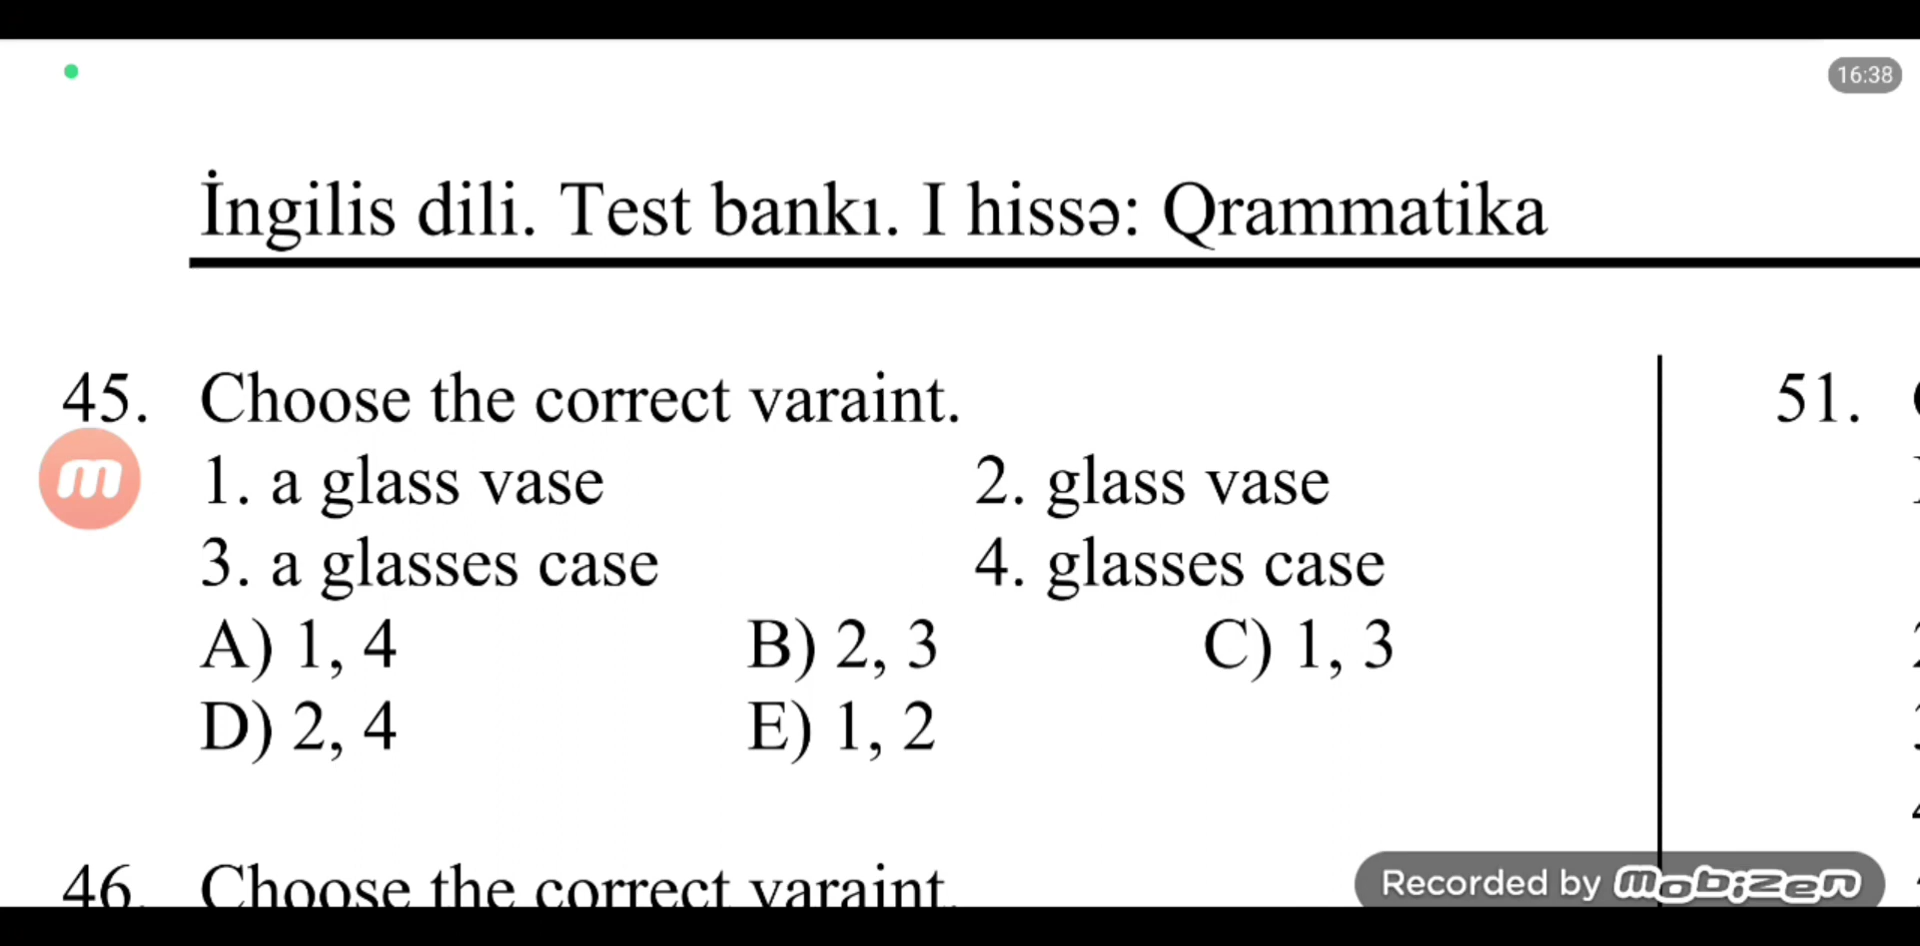 16:38
İngilis dili. Test bankı. I hissə: Qrammatika
45. Choose the correct varaint.
1. a glass vase 2. glass vase
3. a glasses case 4. glasses case
A) 1, 4 B) 2, 3 C) 1, 3
D) 2, 4 E) 1, 2
46. Choose the correct varaint.
51.
Recorded by mobizen